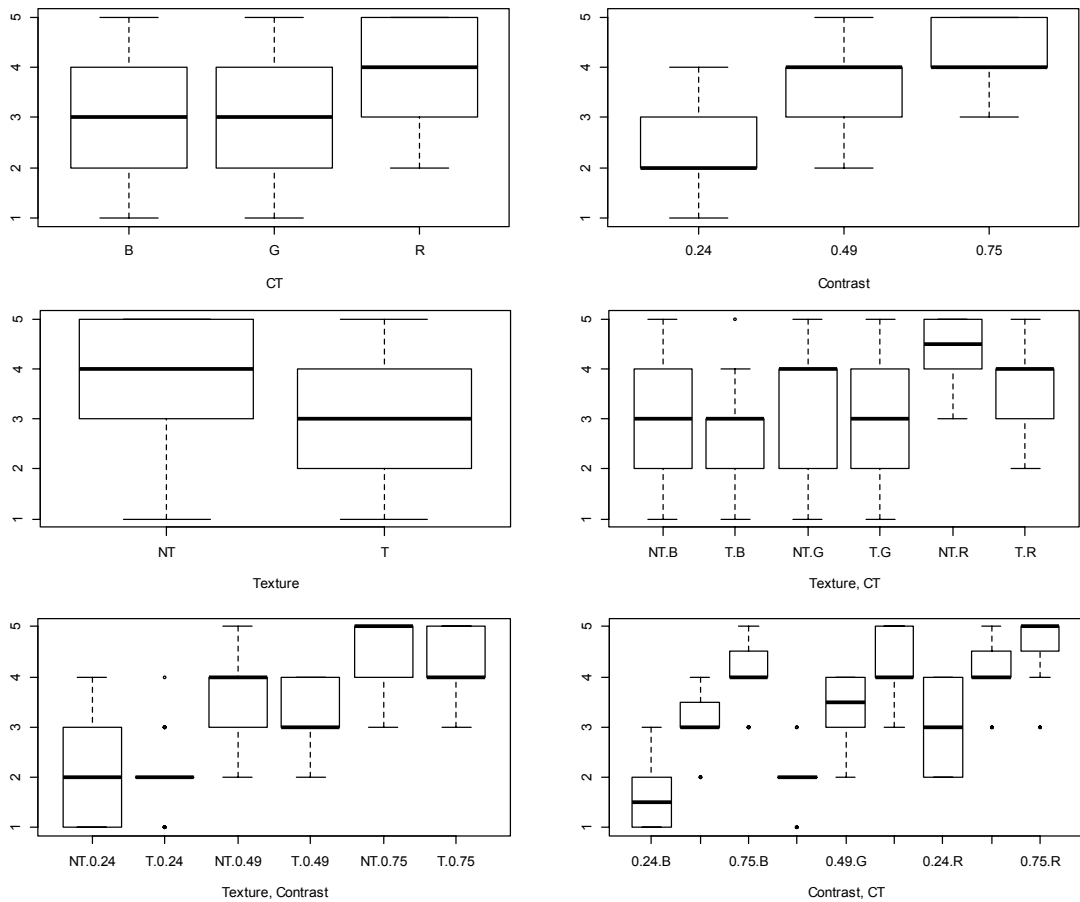 5
4
3
2
1
B G R
CT
5
4
3
2
1
0.24 0.49 0.75
Contrast
5
4
3
2
1
NT T
Texture
5
4
3
2
1
NT.B T.B NT.G T.G NT.R T.R
Texture, CT
5
4
3
2
1
NT.0.24 T.0.24 NT.0.49 T.0.49 NT.0.75 T.0.75
Texture, Contrast
5
4
3
2
1
0.24.B 0.75.B 0.49.G 0.24.R 0.75.R
Contrast, CT